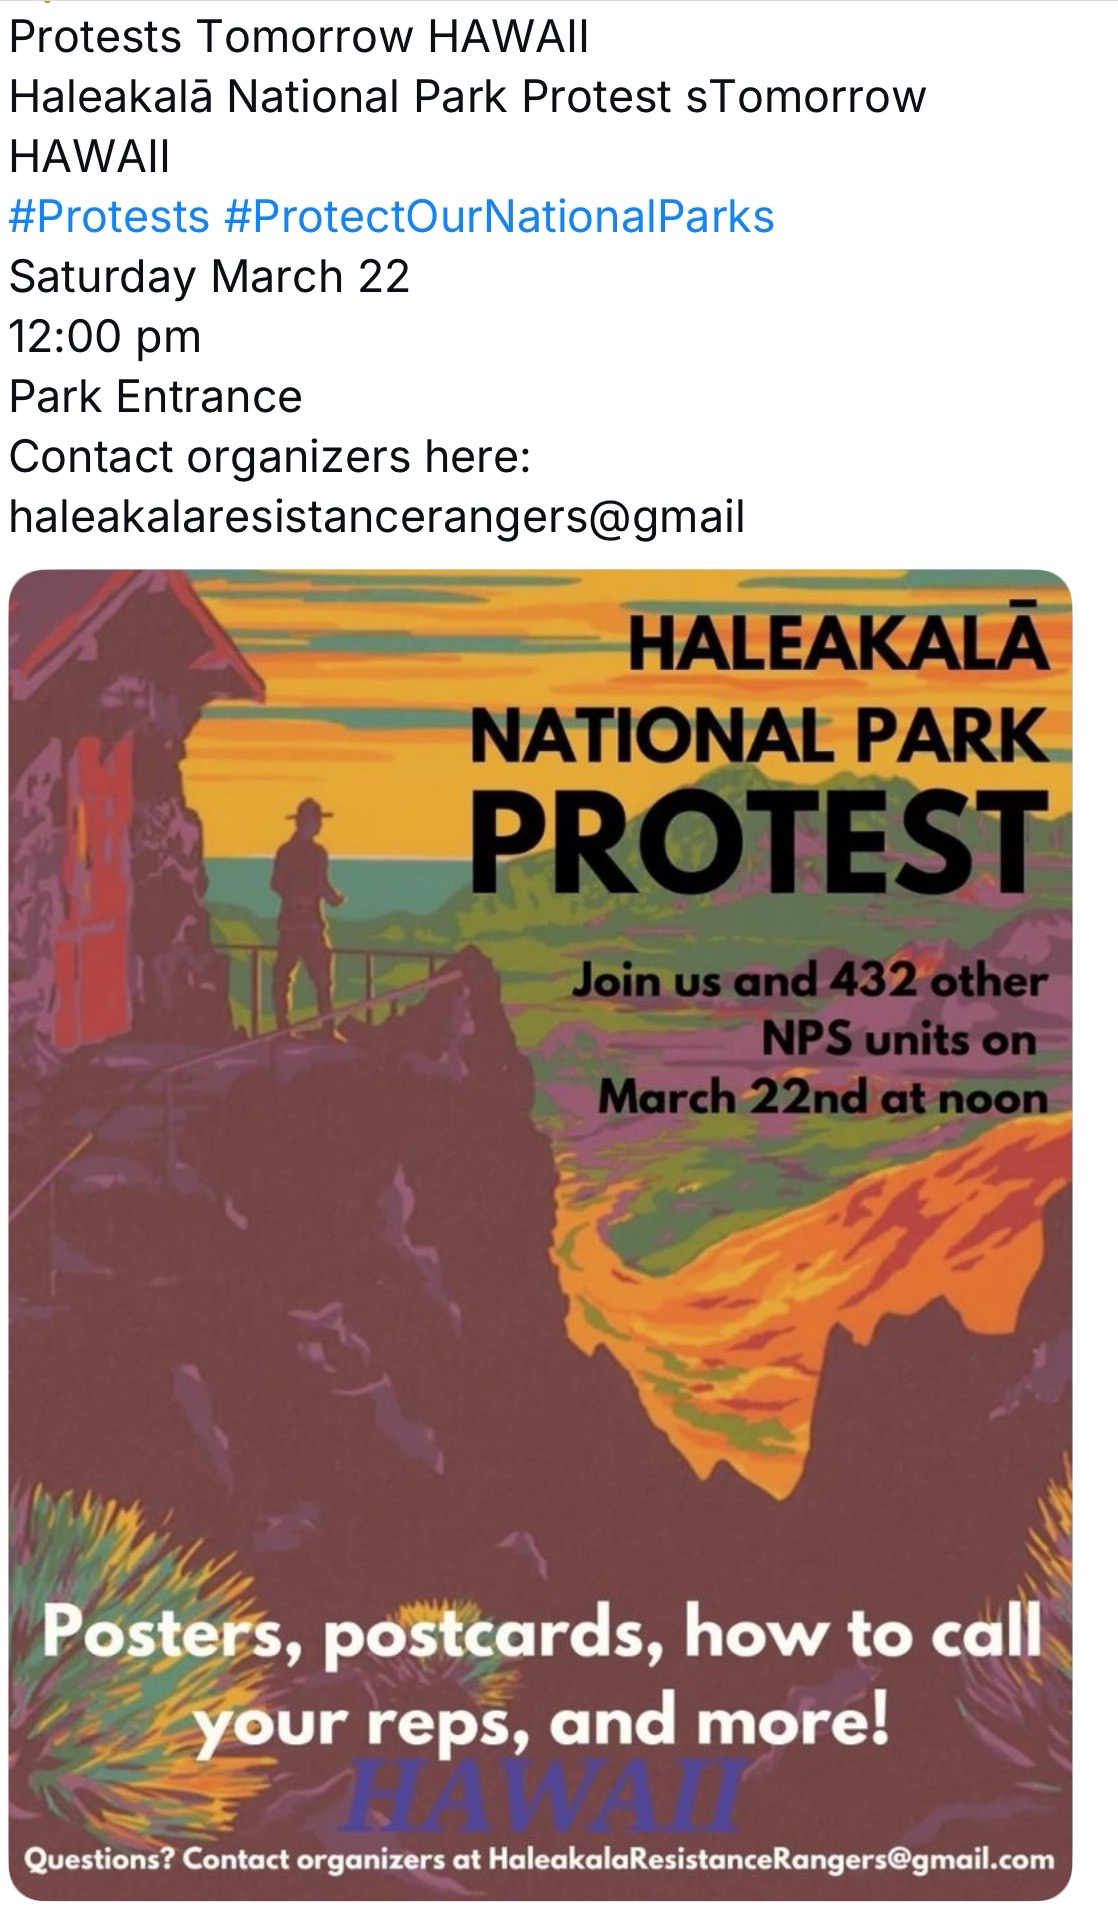 Protests Tomorrow HAWAII
Haleakalā National Park Protest sTomorrow
HAWAII
#Protests #ProtectOurNationalParks
Saturday March 22
12:00 pm
Park Entrance
Contact organizers here:
haleakalaresistancerangers@gmail
HALEAKALĀ
NATIONAL PARK
PROTEST
Join us and 432 other
NPS units on
March 22nd at noon
Posters, postcards, how to call
your reps, and more!
HAWAII
Questions? Contact organizers at HaleakalaResistanceRangers@gmail.com